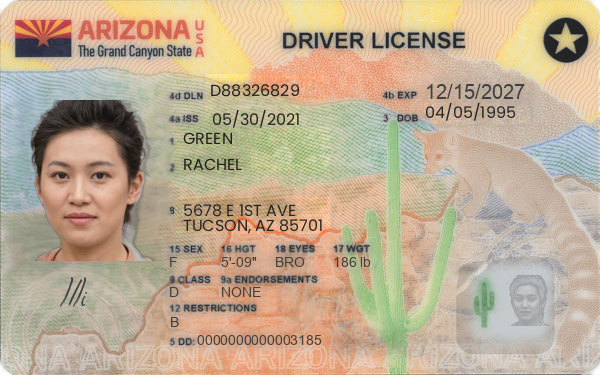 ARIZONA USA
The Grand Canyon State
DRIVER LICENSE
4d DLN D88326829
4b EXP 12/15/2027
4a ISS 05/30/2021
3 DOB 04/05/1995
1 GREEN
2 RACHEL
8 5678 E 1ST AVE
TUCSON, AZ 85701
15 SEX 16 HGT 18 EYES 17 WGT
F 5'-09" BRO 186 lb
9 CLASS 9a ENDORSEMENTS
D NONE
12 RESTRICTIONS
B
5 DD: 0000000000003185
ARIZONA ARIZONA ARIZONA ARIZONA